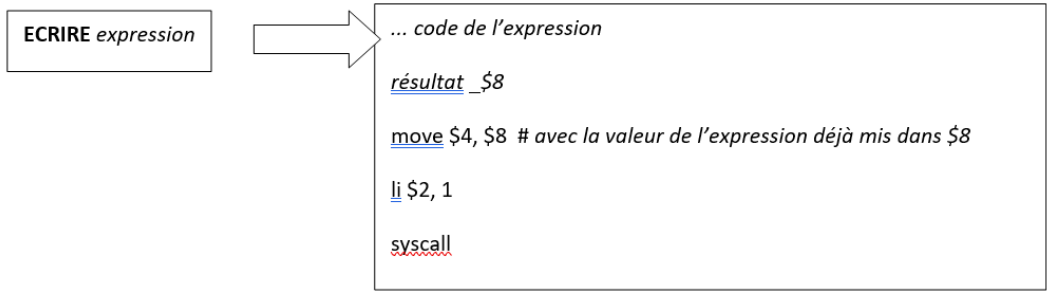 ECRIRE expression
... code de l’expression
résultat _$8
move $4, $8 # avec la valeur de l’expression déjà mis dans $8
li $2, 1
syscall